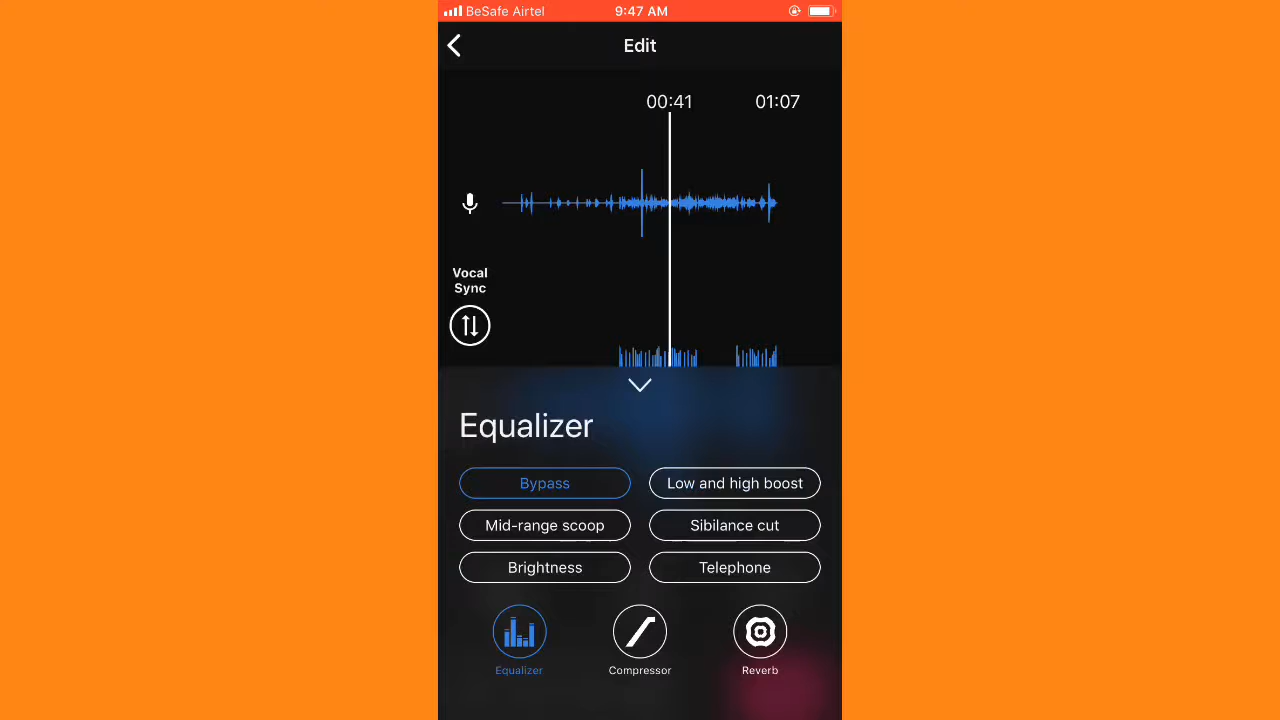 BeSafe Airtel 9:47 AM
Edit
00:41 01:07
Vocal
Sync
Equalizer
Bypass Low and high boost
Mid-range scoop Sibilance cut
Brightness Telephone
Equalizer Compressor Reverb